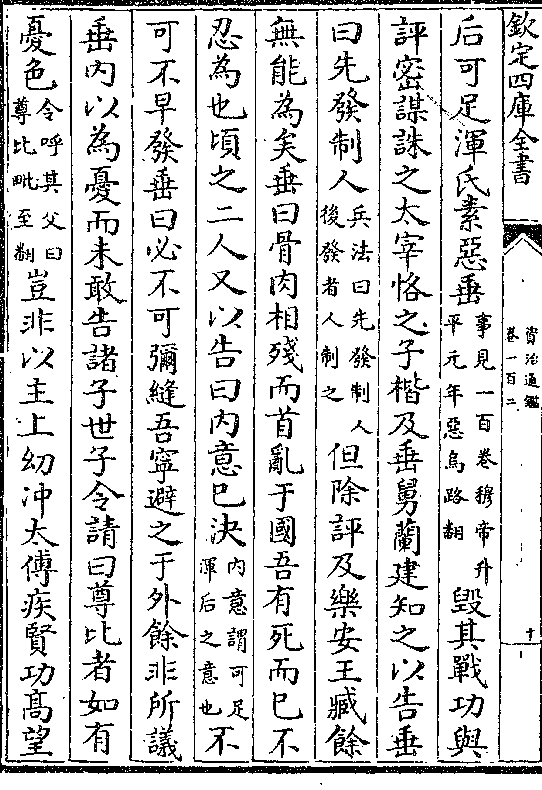 欽定四庫全書
資治通鑑
卷一百二
十
后可足渾氏素惡垂事見一百卷穆帝升平元年惡烏路翻毀其戰功與
評密謀誅之太宰恪之子楷及垂舅蘭建知之以告垂
曰先發制人兵法曰先發制人後發者人制之但除評及樂安王臧餘
無能為矣垂曰骨肉相殘而首亂于國吾有死而已不
忍為也頃之二人又以告曰内意已決内意謂可足渾后之意也不
可不早發垂曰必不可彌縫吾寧避之于外餘非所議
垂内以為憂而未敢告諸子世子令請曰尊比者如有
憂色令呼其父曰尊比毗至翻豈非以主上幼沖太傅疾賢功髙望